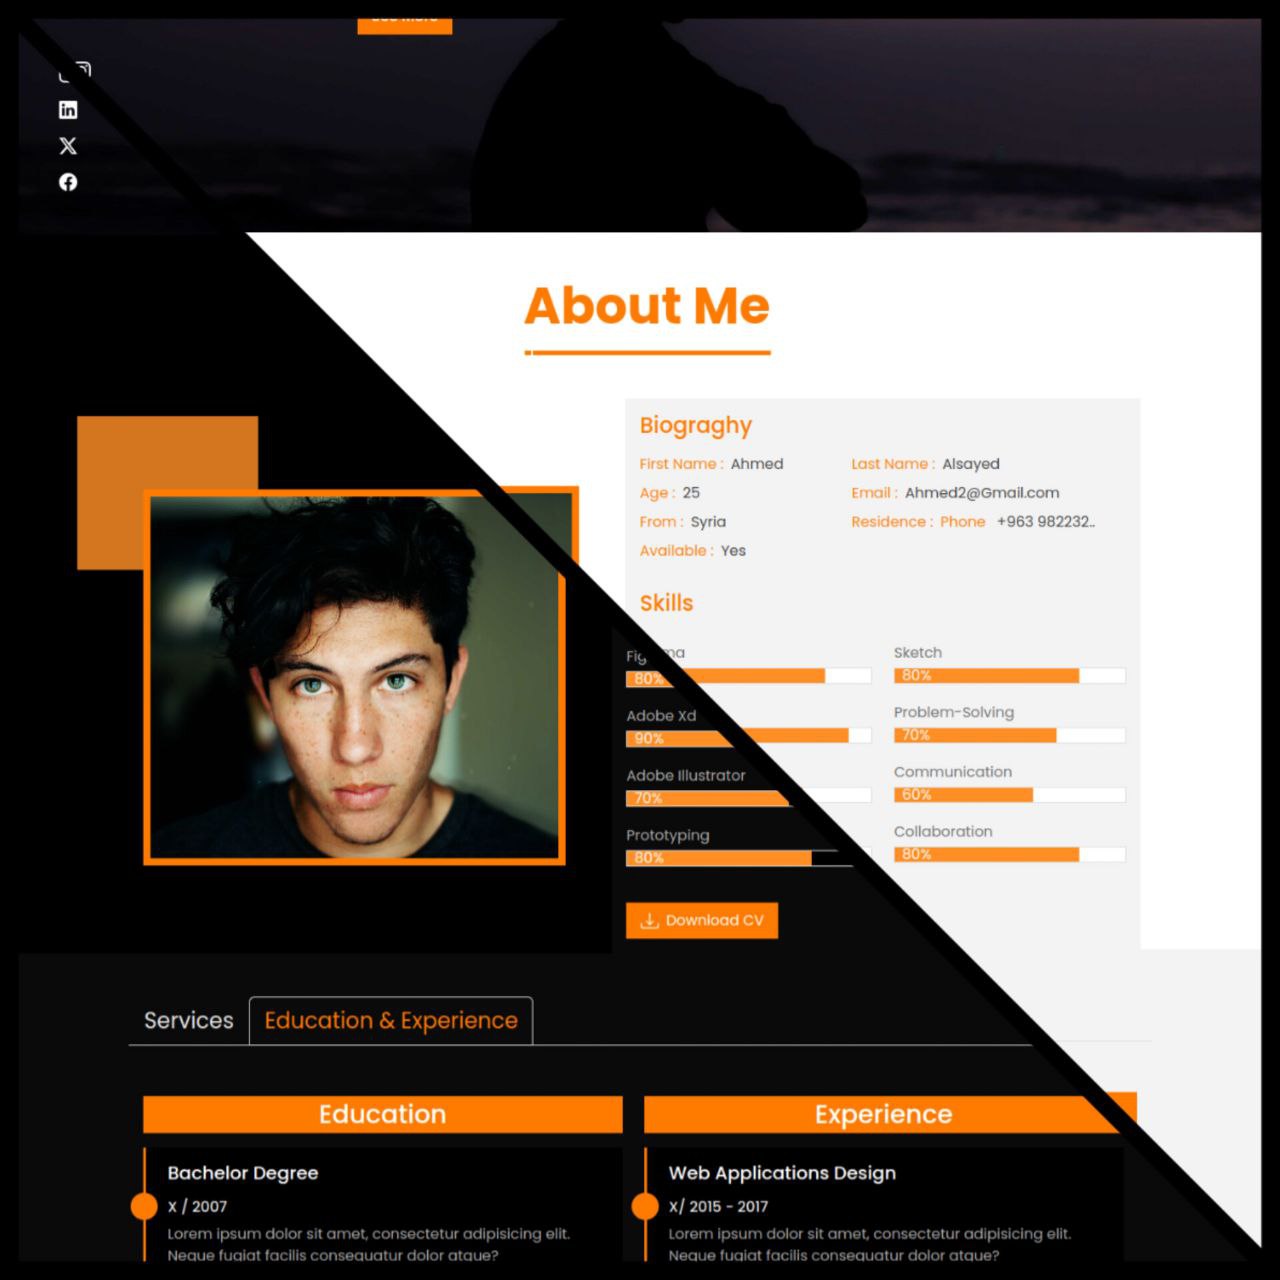 in
X
About Me
Biograghy
First Name : Ahmed
Last Name : Alsayed
Age : 25
Email : Ahmed2@Gmail.com
From : Syria
Residence : Phone +963 982232..
Available : Yes
Skills
Sketch
80%
80%
Adobe Xd
Problem-Solving
90%
70%
Adobe Illustrator
Communication
70%
60%
Prototyping
Collaboration
80%
80%
Download CV
Services
Education & Experience
Education
Experience
Bachelor Degree
X / 2007
Lorem ipsum dolor sit amet, consectetur adipisicing elit.
Neque fugiat facilis consequatur dolor atque?
Web Applications Design
X/ 2015 - 2017
Lorem ipsum dolor sit amet, consectetur adipisicing elit.
Neque fugiat facilis consequatur dolor atque?